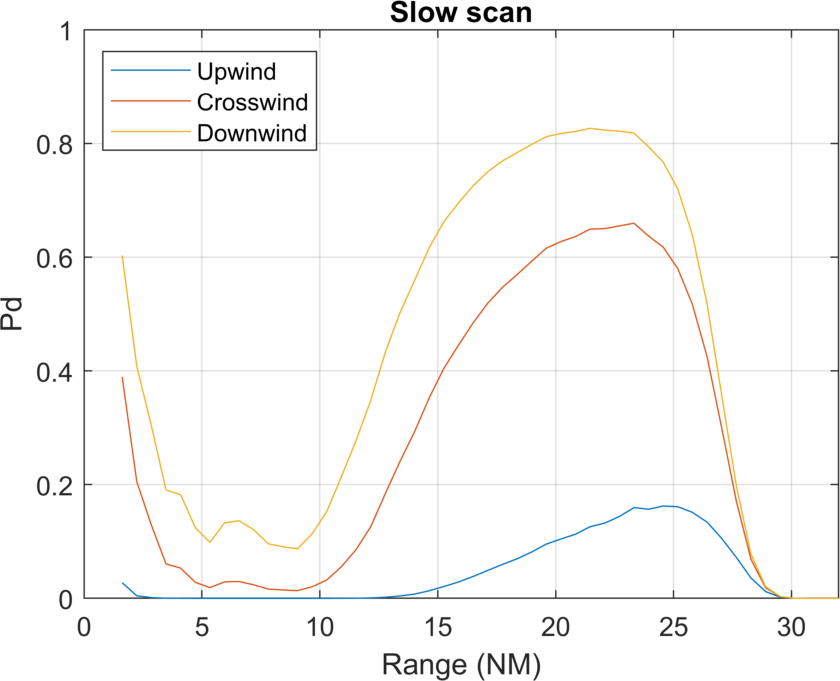 Slow scan
Upwind
Crosswind
Downwind
Pd
1
0.8
0.6
0.4
0.2
0
0 5 10 15 20 25 30
Range (NM)